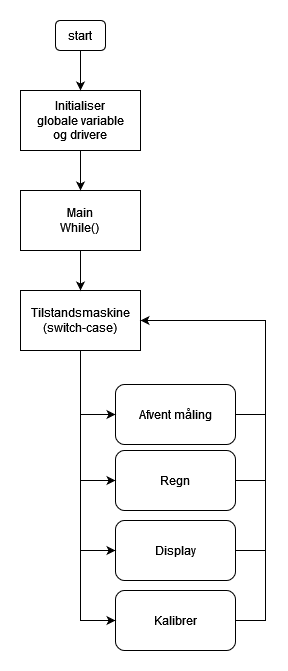 start
Initialiser
globale variable
og drivere
Main
While()
Tilstandsmaskine
(switch-case)
Afvent måling
Regn
Display
Kalibrer